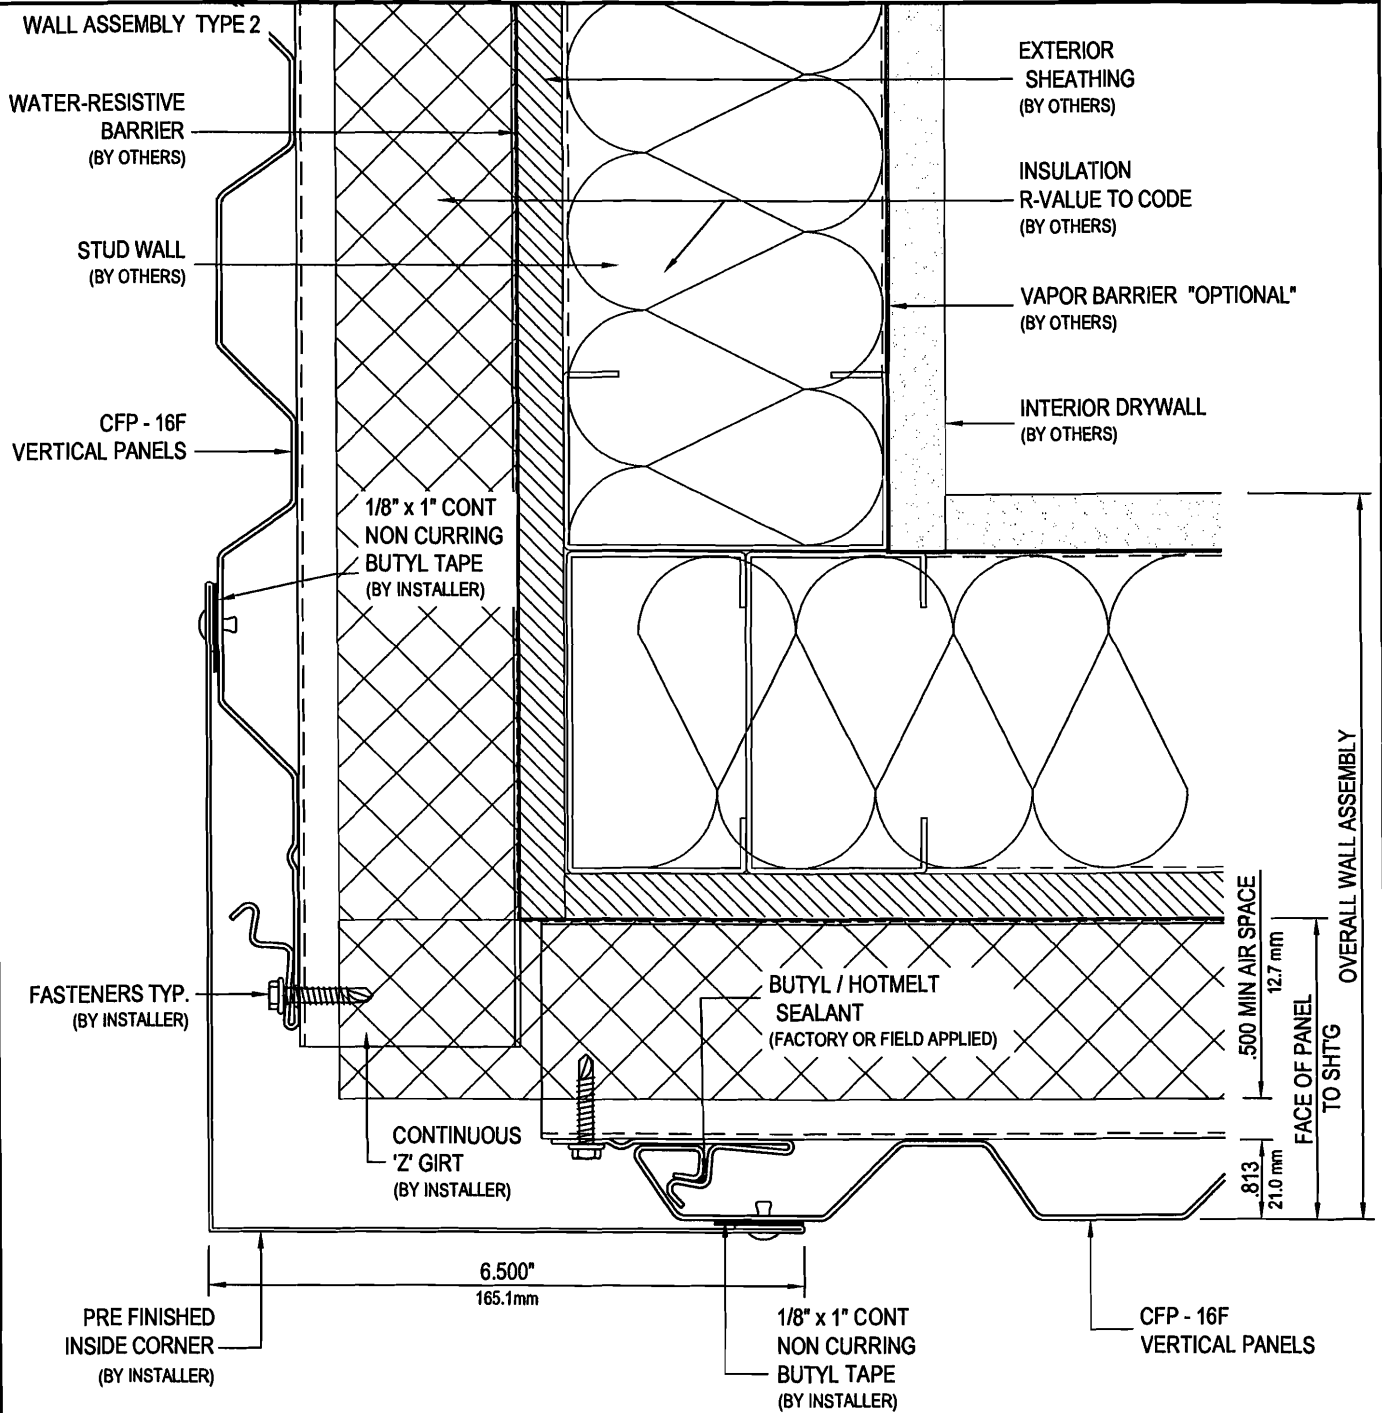 WALL ASSEMBLY TYPE 2
WATER-RESISTIVE
BARRIER
(BY OTHERS)
STUD WALL
(BY OTHERS)
CFP - 16F
VERTICAL PANELS
1/8" x 1" CONT
NON CURRING
BUTYL TAPE
(BY INSTALLER)
EXTERIOR
SHEATHING
(BY OTHERS)
INSULATION
R-VALUE TO CODE
(BY OTHERS)
VAPOR BARRIER "OPTIONAL"
(BY OTHERS)
INTERIOR DRYWALL
(BY OTHERS)
FASTENERS TYP.
(BY INSTALLER)
BUTYL / HOTMELT
SEALANT
(FACTORY OR FIELD APPLIED)
CONTINUOUS
'Z' GIRT
(BY INSTALLER)
.500 MIN AIR SPACE
12.7 mm
.813
21.0 mm
FACE OF PANEL
TO SHT'G
OVERALL WALL ASSEMBLY
6.500"
165.1mm
PRE FINISHED
INSIDE CORNER
(BY INSTALLER)
1/8" x 1" CONT
NON CURRING
BUTYL TAPE
(BY INSTALLER)
CFP - 16F
VERTICAL PANELS